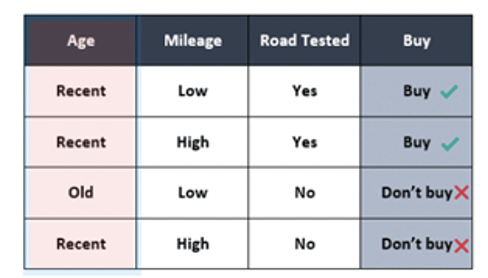 Age Mileage Road Tested Buy
Recent Low Yes Buy
Recent High Yes Buy
Old Low No Don't buy
Recent High No Don't buy